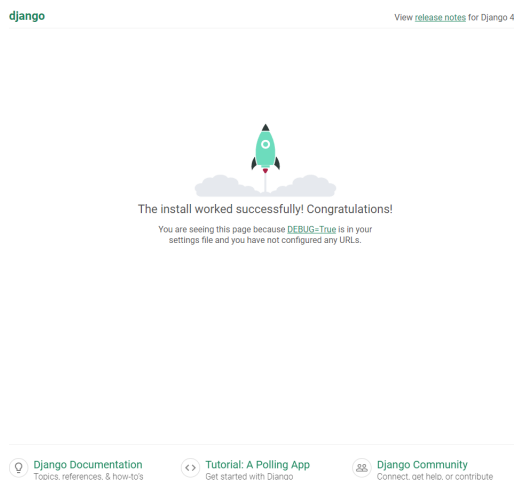 django
View release notes for Django 4
The install worked successfully! Congratulations!
You are seeing this page because DEBUG=True is in your
settings file and you have not configured any URLs.
Django Documentation
Topics, references, & how-to's
Tutorial: A Polling App
Get started with Django
Django Community
Connect, get help, or contribute